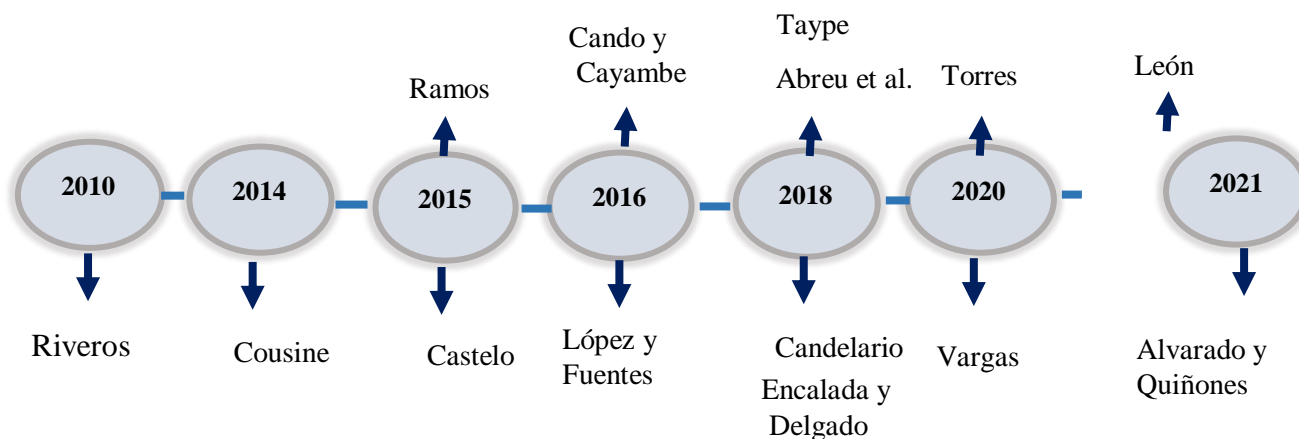 Taype
Cando y
Cayambe
Abreu et al.
Ramos
Torres
León
2010
2014
2015
2016
2018
2020
2021
Riveros
Cousine
Castelo
López y
Fuentes
Candelario
Encalada y
Delgado
Vargas
Alvarado y
Quiñones